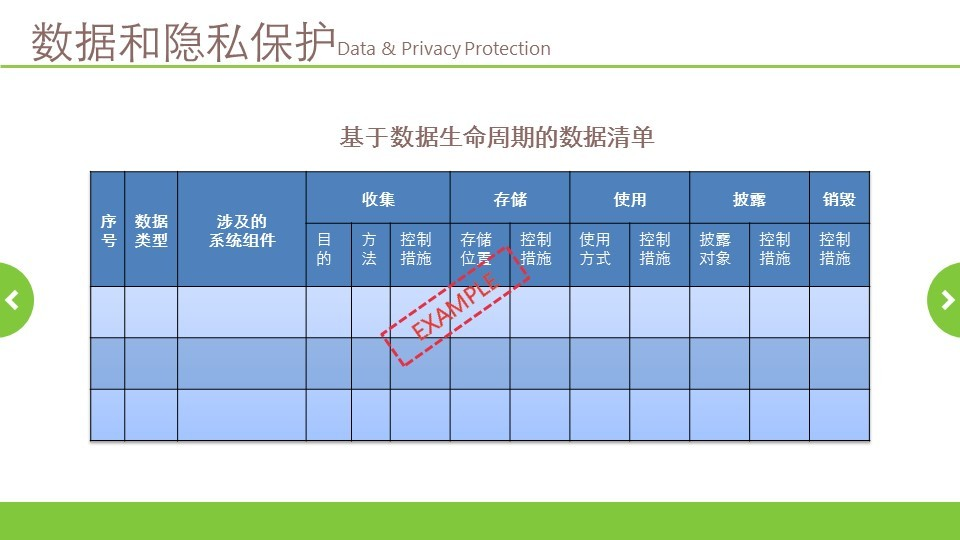 数据和隐私保护Data & Privacy Protection
基于数据生命周期的数据清单
序号 数据类型 涉及的系统组件 收集 存储 使用 披露 销毁
目的 方法 控制措施 存储位置 控制措施 使用方式 控制措施 披露对象 控制措施 控制措施
EXAMPLE